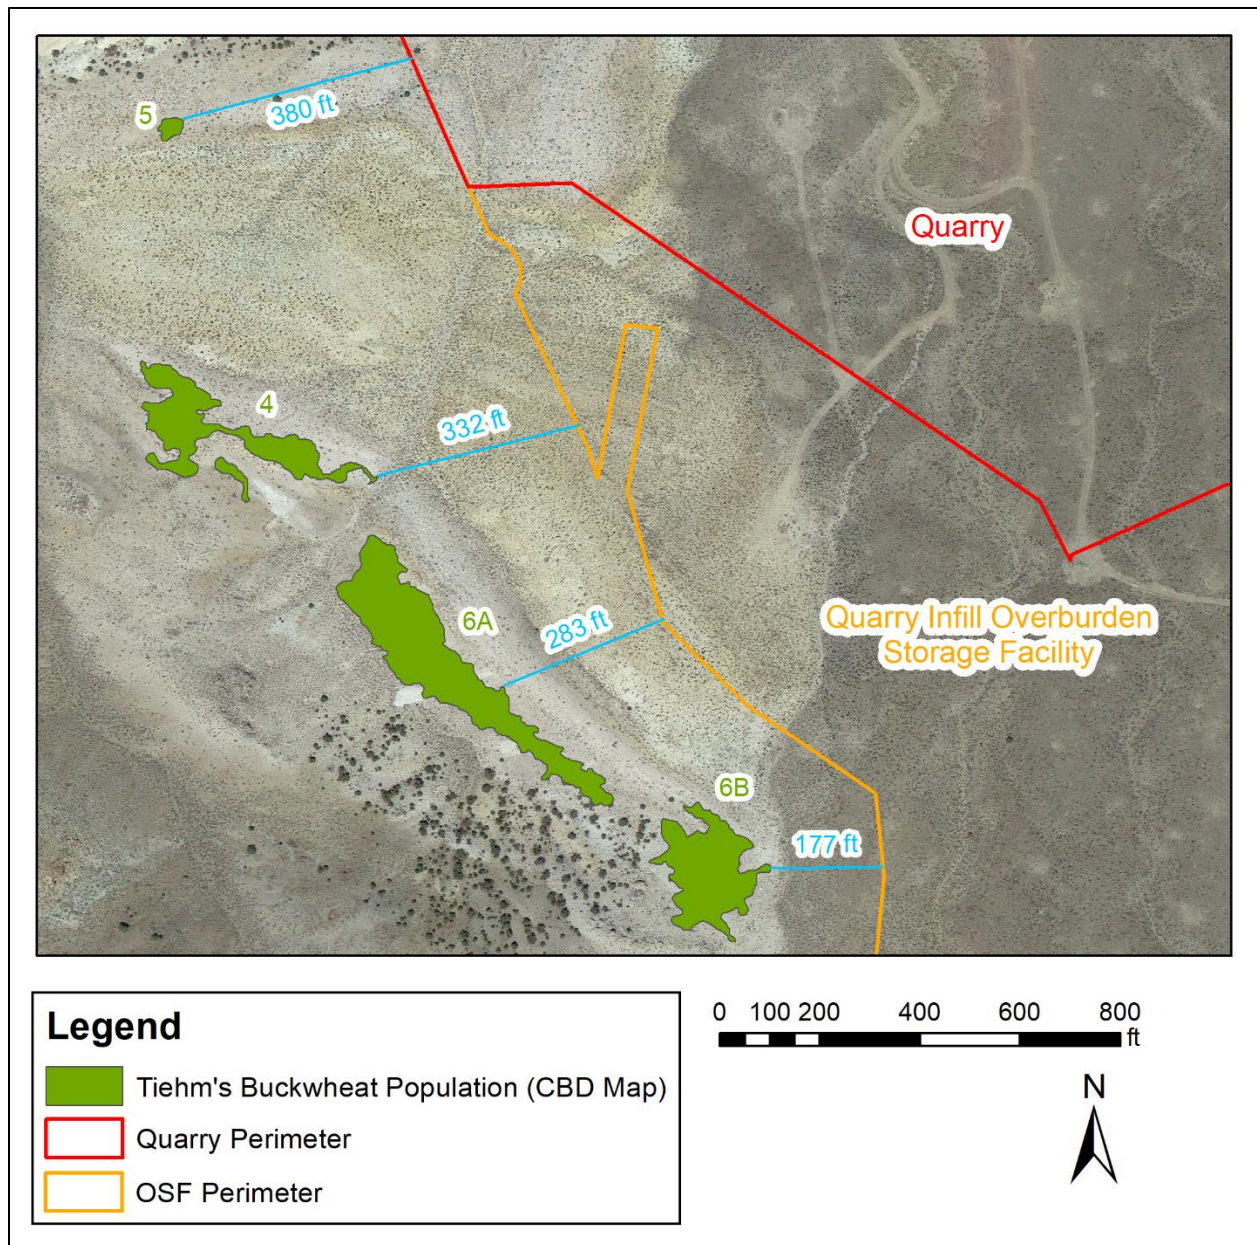 5
380 ft
Quarry
4
332 ft
6A
283 ft
Quarry Infill Overburden
Storage Facility
6B
177 ft
Legend
Tiehm's Buckwheat Population (CBD Map)
Quarry Perimeter
OSF Perimeter
0 100 200 400 600 800
ft
N